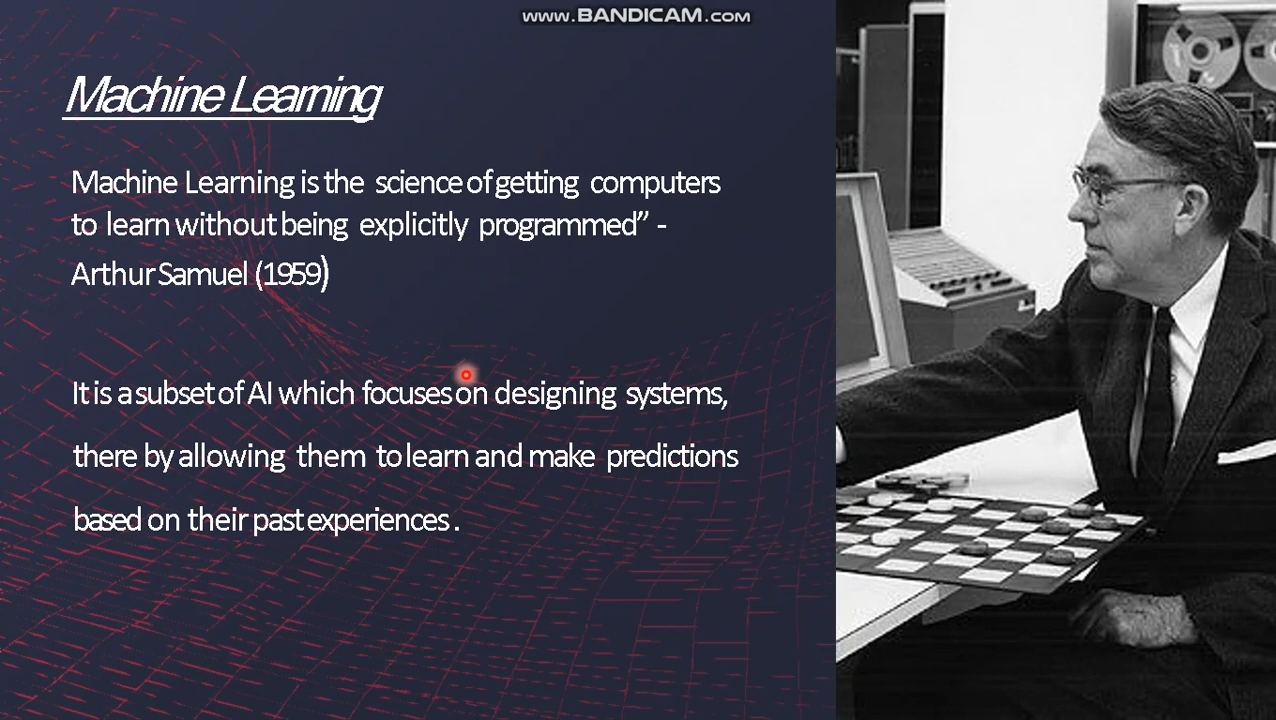 www.BANDICAM.com
Machine Learning
Machine Learning is the science of getting computers
to learn without being explicitly programmed” -
Arthur Samuel (1959)
It is a subset of AI which focuses on designing systems,
there by allowing them to learn and make predictions
based on their past experiences .